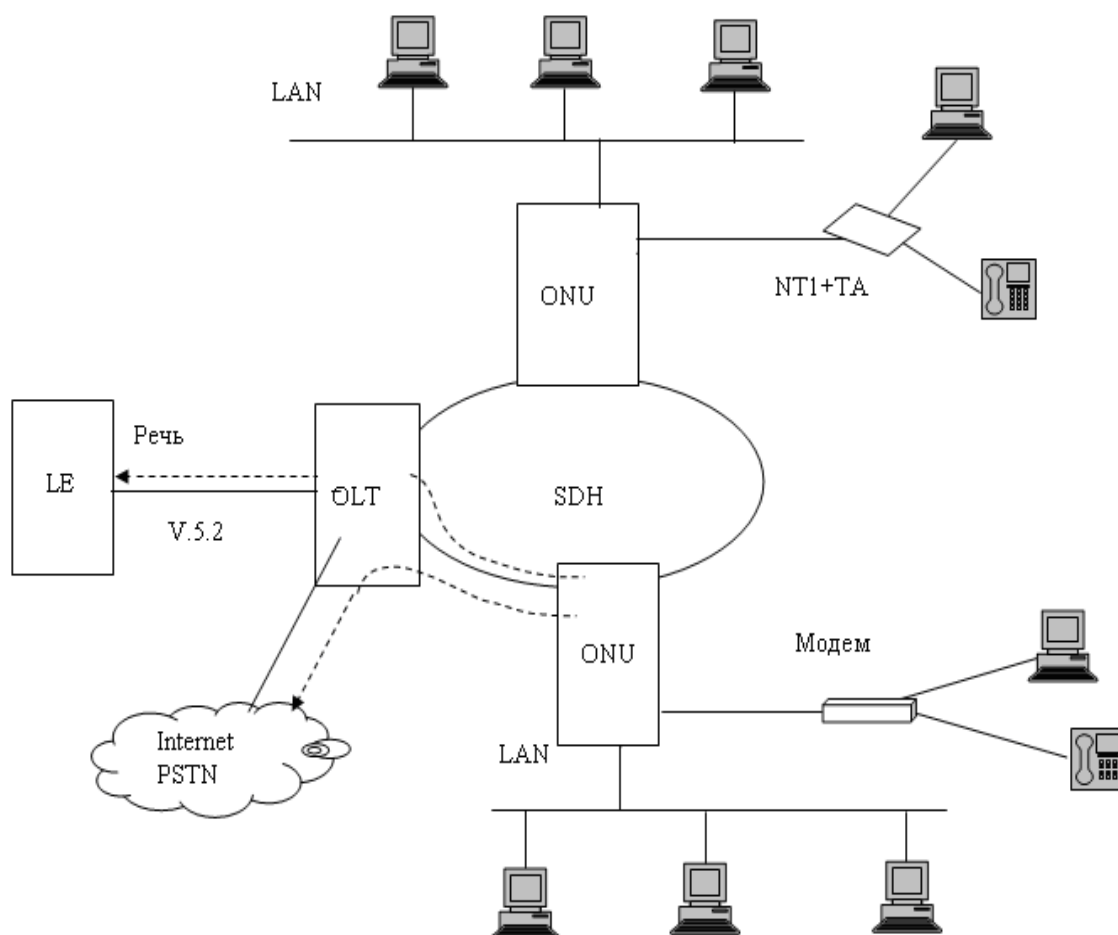 LAN
ONU
NT1+TA
Речь
LE
OLT
SDH
V.5.2
ONU
Модем
Internet
PSTN
LAN